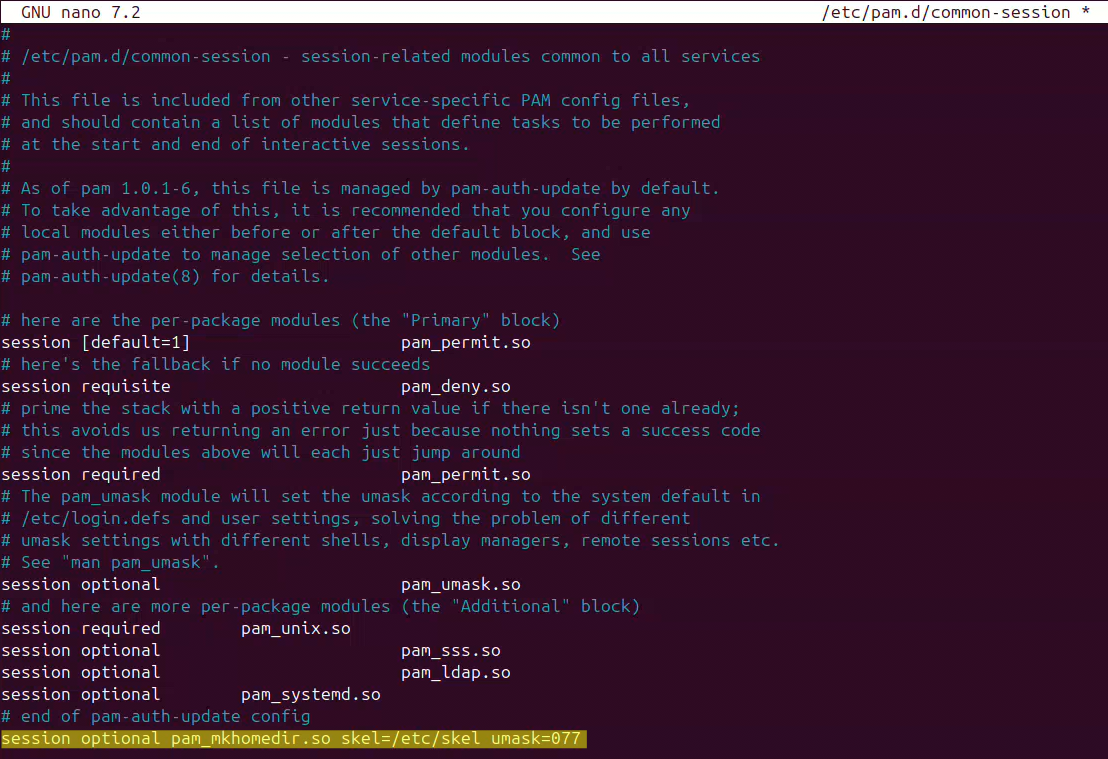 GNU nano 7.2 /etc/pam.d/common-session *
#
# /etc/pam.d/common-session - session-related modules common to all services
#
# This file is included from other service-specific PAM config files,
# and should contain a list of modules that define tasks to be performed
# at the start and end of interactive sessions.
#
# As of pam 1.0.1-6, this file is managed by pam-auth-update by default.
# To take advantage of this, it is recommended that you configure any
# local modules either before or after the default block, and use
# pam-auth-update to manage selection of other modules.  See
# pam-auth-update(8) for details.

# here are the per-package modules (the "Primary" block)
session [default=1]                     pam_permit.so
# here's the fallback if no module succeeds
session requisite                       pam_deny.so
# prime the stack with a positive return value if there isn't one already;
# this avoids us returning an error just because nothing sets a success code
# since the modules above will each just jump around
session required                        pam_permit.so
# The pam_umask module will set the umask according to the system default in
# /etc/login.defs and user settings, solving the problem of different
# umask settings with different shells, display managers, remote sessions etc.
# See "man pam_umask".
session optional                        pam_umask.so
# and here are more per-package modules (the "Additional" block)
session required        pam_unix.so
session optional                        pam_sss.so
session optional                        pam_ldap.so
session optional        pam_systemd.so
# end of pam-auth-update config
session optional pam_mkhomedir.so skel=/etc/skel umask=077